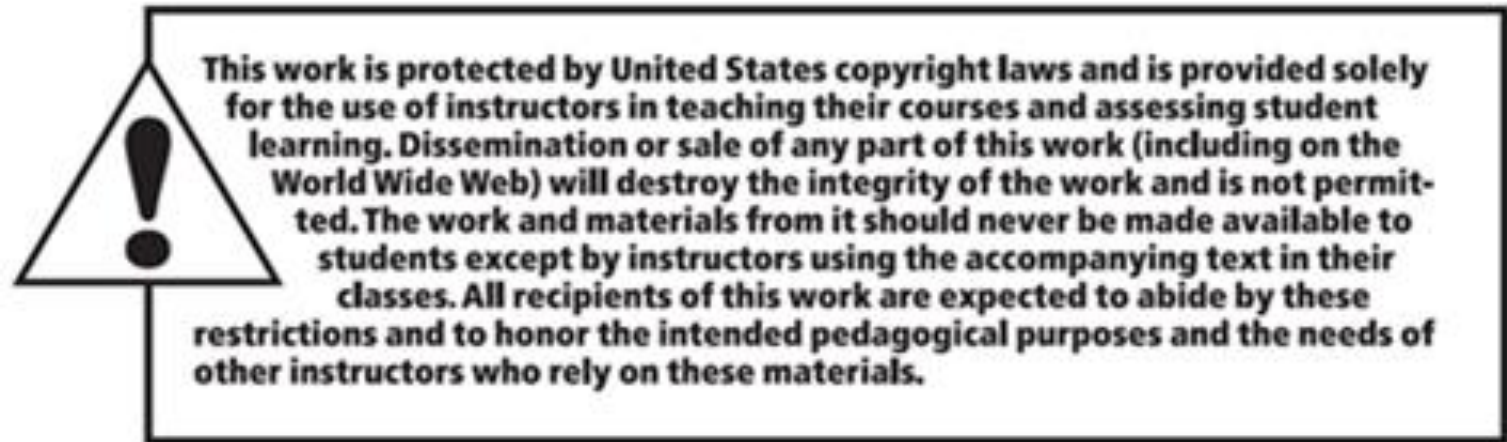 This work is protected by United States copyright laws and is provided solely
for the use of instructors in teaching their courses and assessing student
learning. Dissemination or sale of any part of this work (including on the
World Wide Web) will destroy the integrity of the work and is not permit-
ted. The work and materials from it should never be made available to
students except by instructors using the accompanying text in their
classes. All recipients of this work are expected to abide by these
restrictions and to honor the intended pedagogical purposes and the needs of
other instructors who rely on these materials.